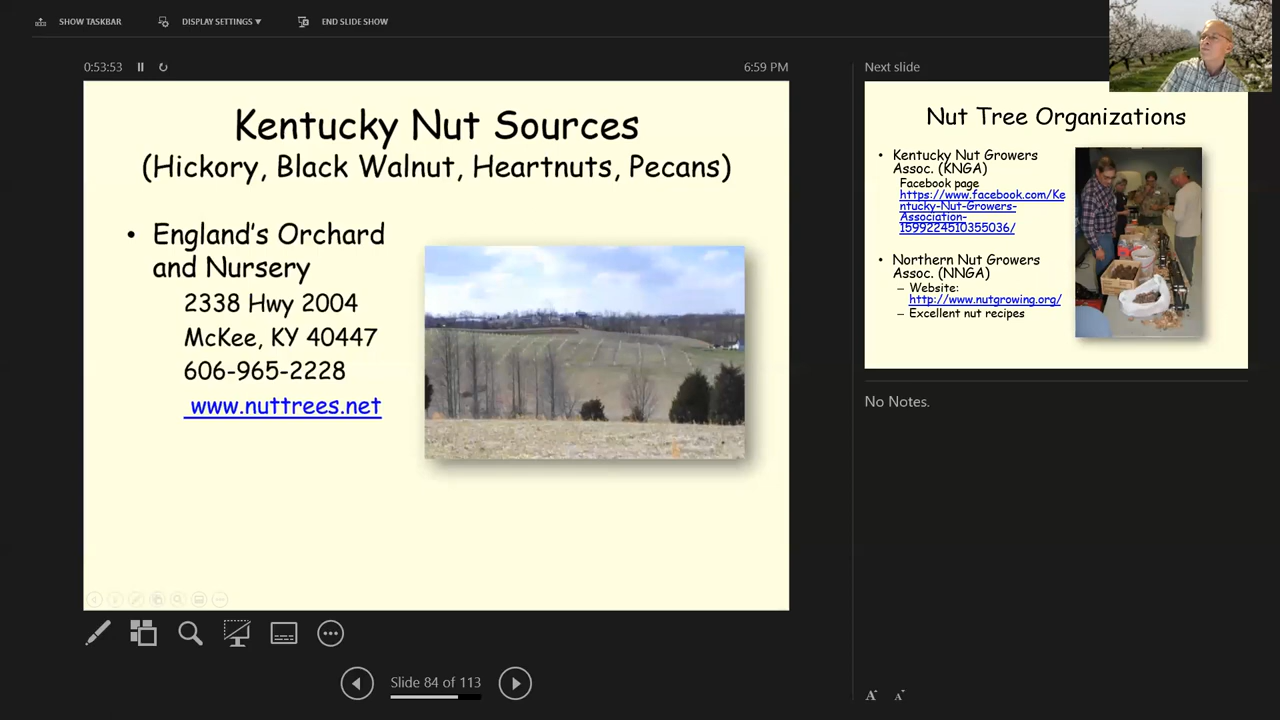 SHOW TASKBAR
DISPLAY SETTINGS ▼
END SLIDE SHOW
0:53:53
6:59 PM
Kentucky Nut Sources
(Hickory, Black Walnut, Heartnuts, Pecans)
• England's Orchard
and Nursery
2338 Hwy 2004
McKee, KY 40447
606-965-2228
www.nuttrees.net
Slide 84 of 113
Next slide
Nut Tree Organizations
• Kentucky Nut Growers
Assoc. (KNGA)
Facebook page
https://www.facebook.com/Ke
ntucky-Nut-Growers-
Association-
1599224510355036/
• Northern Nut Growers
Assoc. (NNGA)
– Website:
http://www.nutgrowing.org/
– Excellent nut recipes
No Notes.
A A